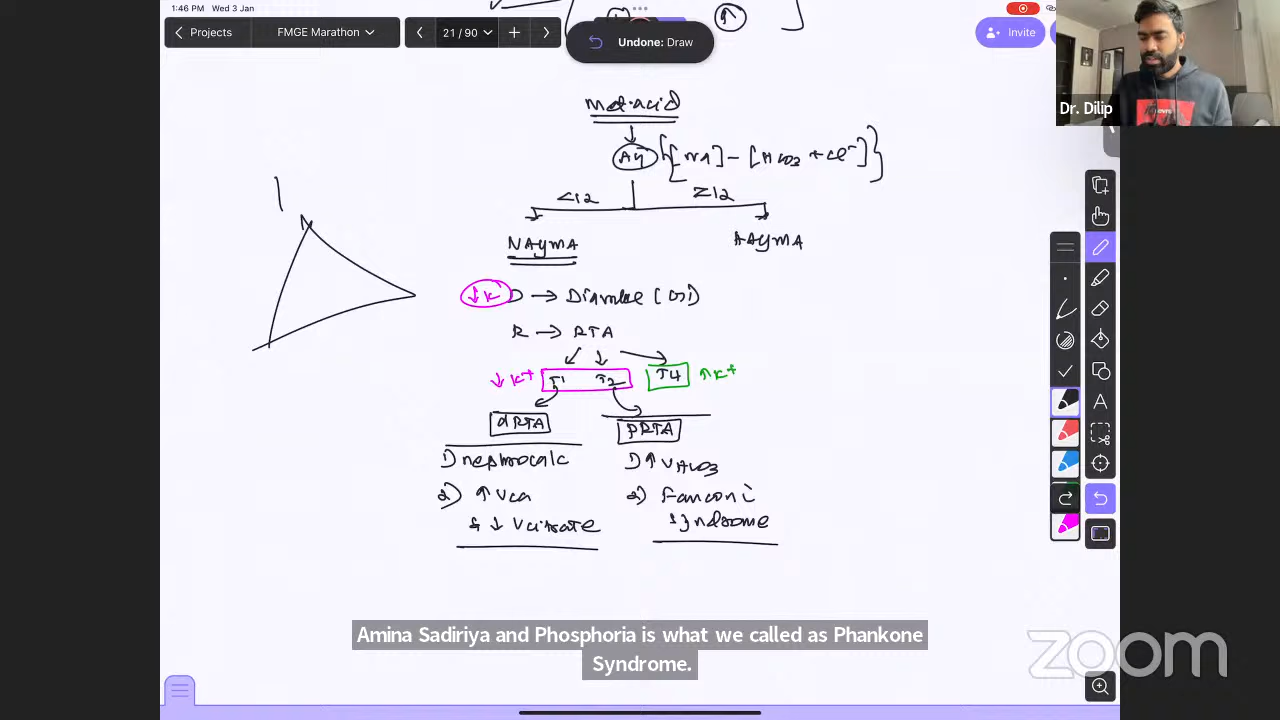 1:46 PM Wed 3 Jan
Projects
FMGE Marathon
21 / 90
Undone: Draw
Invite
Dr. Dilip
Met. acid
AG {[Na] - [HCO3 + Cl-]}
<12
≥12
NAGMA
HAGMA
↓K D → Diarrhoea (OSI)
R → RTA
↓K+ T1 T2 T4 ↑K+
dRTA pRTA
1) nephrocalc
1) ↑ UHCO3
2) ↑ Uca
2) Fanconi
& ↓ Ucitrate
syndrome
Amina Sadiriya and Phosphoria is what we called as Phankone
Syndrome.
zoom